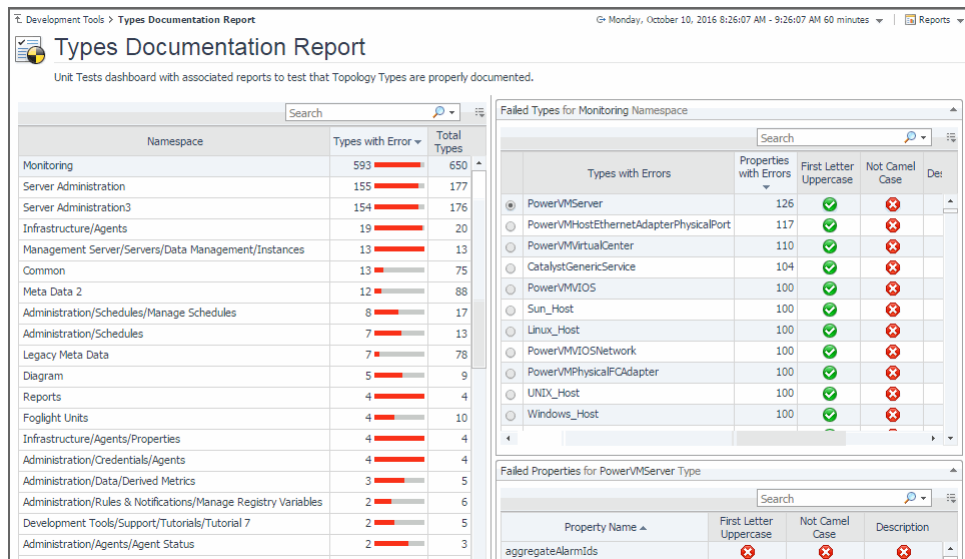 Development Tools > Types Documentation Report
Monday, October 10, 2016 8:26:07 AM - 9:26:07 AM 60 minutes
Reports
Types Documentation Report
Unit Tests dashboard with associated reports to test that Topology Types are properly documented.
Search
Namespace Types with Error Total Types
Monitoring 593 650
Server Administration 155 177
Server Administration3 154 176
Infrastructure/Agents 19 20
Management Server/Servers/Data Management/Instances 13 13
Common 13 75
Meta Data 2 12 88
Administration/Schedules/Manage Schedules 8 17
Administration/Schedules 7 13
Legacy Meta Data 7 78
Diagram 5 9
Reports 4 4
Foglight Units 4 10
Infrastructure/Agents/Properties 4 4
Administration/Credentials/Agents 4 4
Administration/Data/Derived Metrics 3 5
Administration/Rules & Notifications/Manage Registry Variables 2 6
Development Tools/Support/Tutorials/Tutorial 7 2 5
Administration/Agents/Agent Status 2 3
Failed Types for Monitoring Namespace
Search
Types with Errors Properties with Errors First Letter Uppercase Not Camel Case Des
PowerVMServer 126
PowerVMHostEthernetAdapterPhysicalPort 117
PowerVMVirtualCenter 110
CatalystGenericService 104
PowerVMVIOS 100
Sun_Host 100
Linux_Host 100
PowerVMVIOSNetwork 100
PowerVMPhysicalFCAdapter 100
UNIX_Host 100
Windows_Host 100
Failed Properties for PowerVMServer Type
Search
Property Name First Letter Uppercase Not Camel Case Description
aggregateAlarmIds